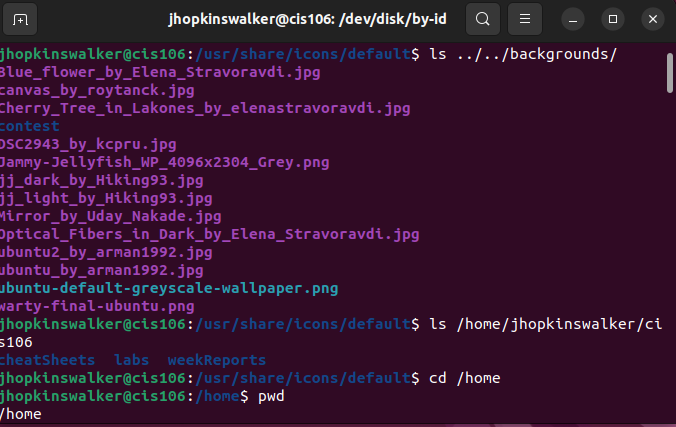 jhopkinswalker@cis106: /dev/disk/by-id
jhopkinswalker@cis106:/usr/share/icons/default$ ls ../../backgrounds/
Blue_flower_by_Elena_Stravoravdi.jpg
canvas_by_roytanck.jpg
Cherry_Tree_in_Lakones_by_elenastravoravdi.jpg
contest
DSC2943_by_kcpru.jpg
Jammy-Jellyfish_WP_4096x2304_Grey.png
jj_dark_by_Hiking93.jpg
jj_light_by_Hiking93.jpg
Mirror_by_Uday_Nakade.jpg
Optical_Fibers_in_Dark_by_Elena_Stravoravdi.jpg
ubuntu2_by_arman1992.jpg
ubuntu_by_arman1992.jpg
ubuntu-default-greyscale-wallpaper.png
warty-final-ubuntu.png
jhopkinswalker@cis106:/usr/share/icons/default$ ls /home/jhopkinswalker/ci
s106
cheatSheets labs weekReports
jhopkinswalker@cis106:/usr/share/icons/default$ cd /home
jhopkinswalker@cis106:/home$ pwd
/home